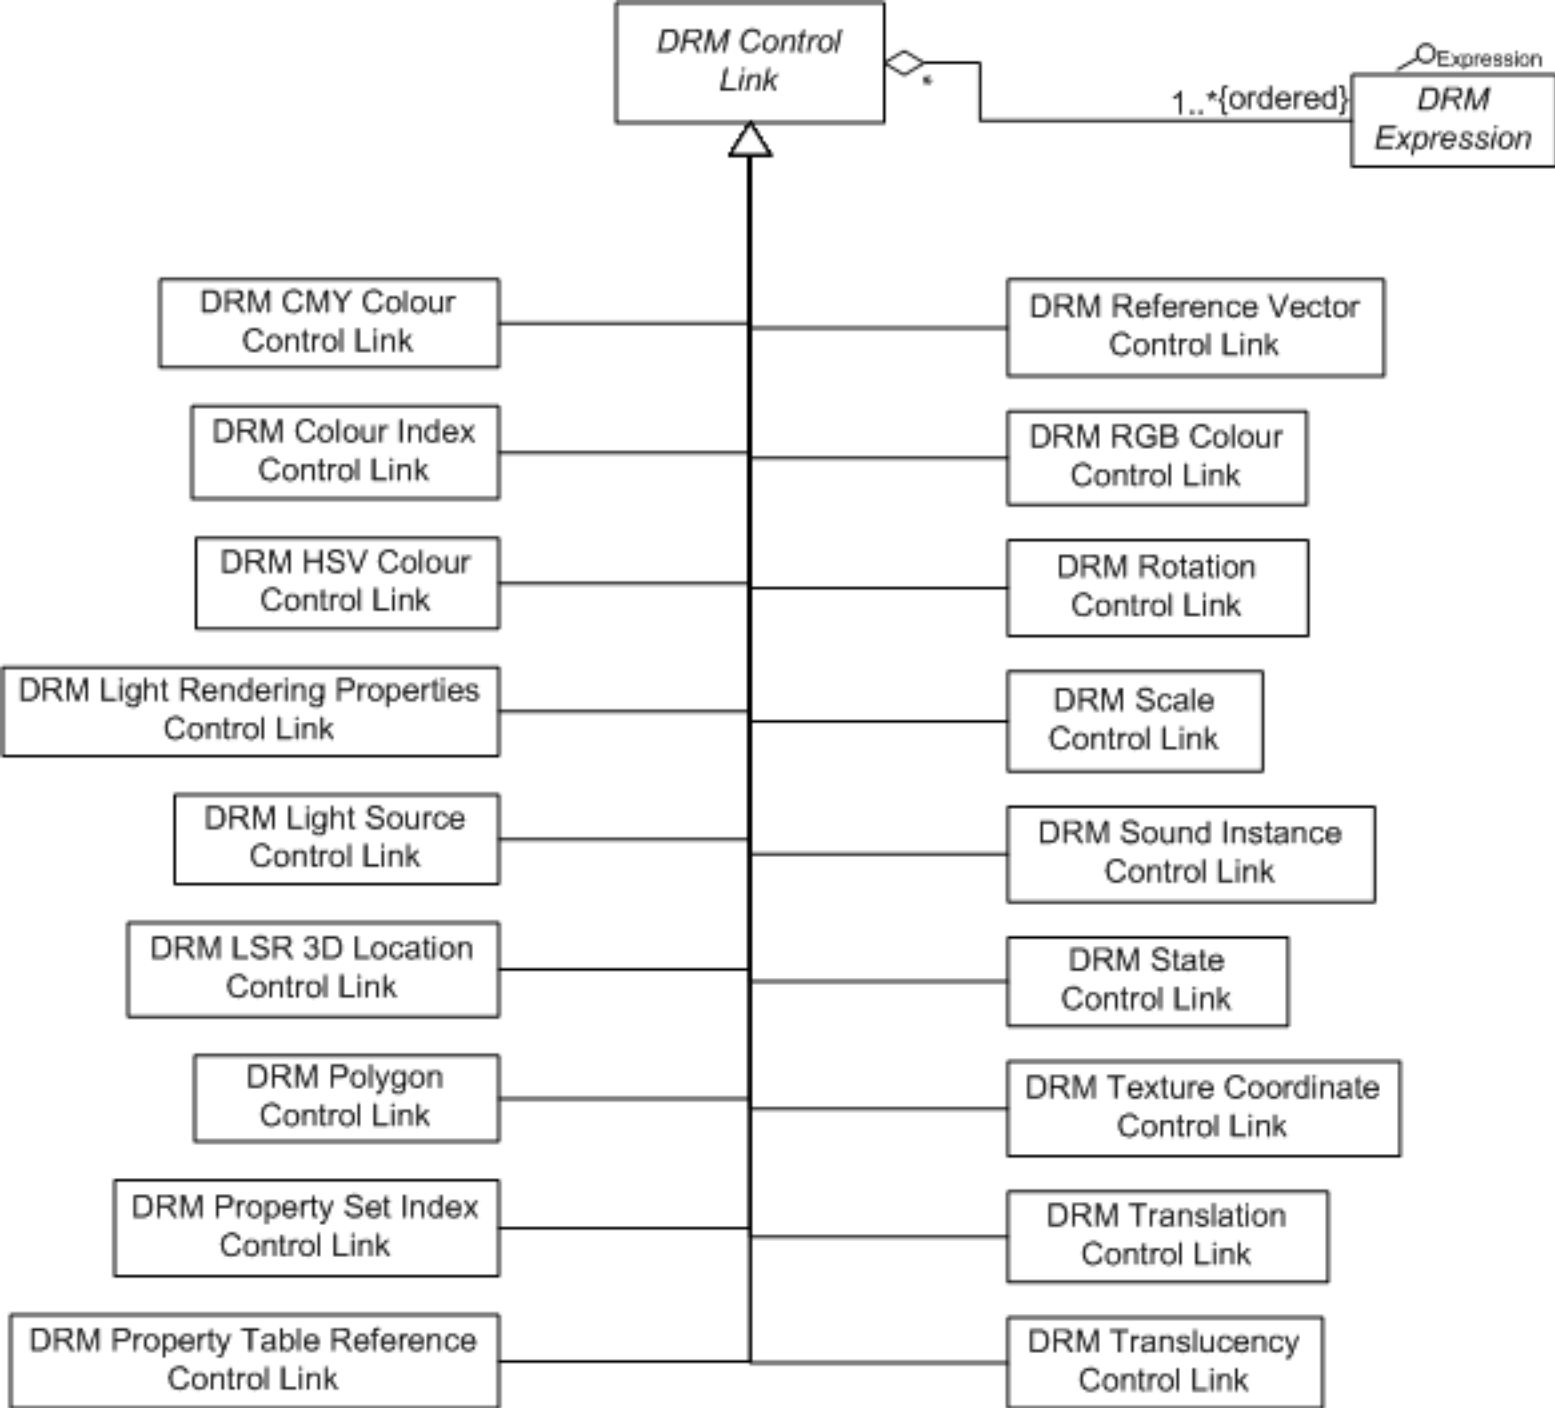 DRM Control
Link
*
1..*{ordered}
Expression
DRM
Expression
DRM CMY Colour
Control Link
DRM Reference Vector
Control Link
DRM Colour Index
Control Link
DRM RGB Colour
Control Link
DRM HSV Colour
Control Link
DRM Rotation
Control Link
DRM Light Rendering Properties
Control Link
DRM Scale
Control Link
DRM Light Source
Control Link
DRM Sound Instance
Control Link
DRM LSR 3D Location
Control Link
DRM State
Control Link
DRM Polygon
Control Link
DRM Texture Coordinate
Control Link
DRM Property Set Index
Control Link
DRM Translation
Control Link
DRM Property Table Reference
Control Link
DRM Translucency
Control Link